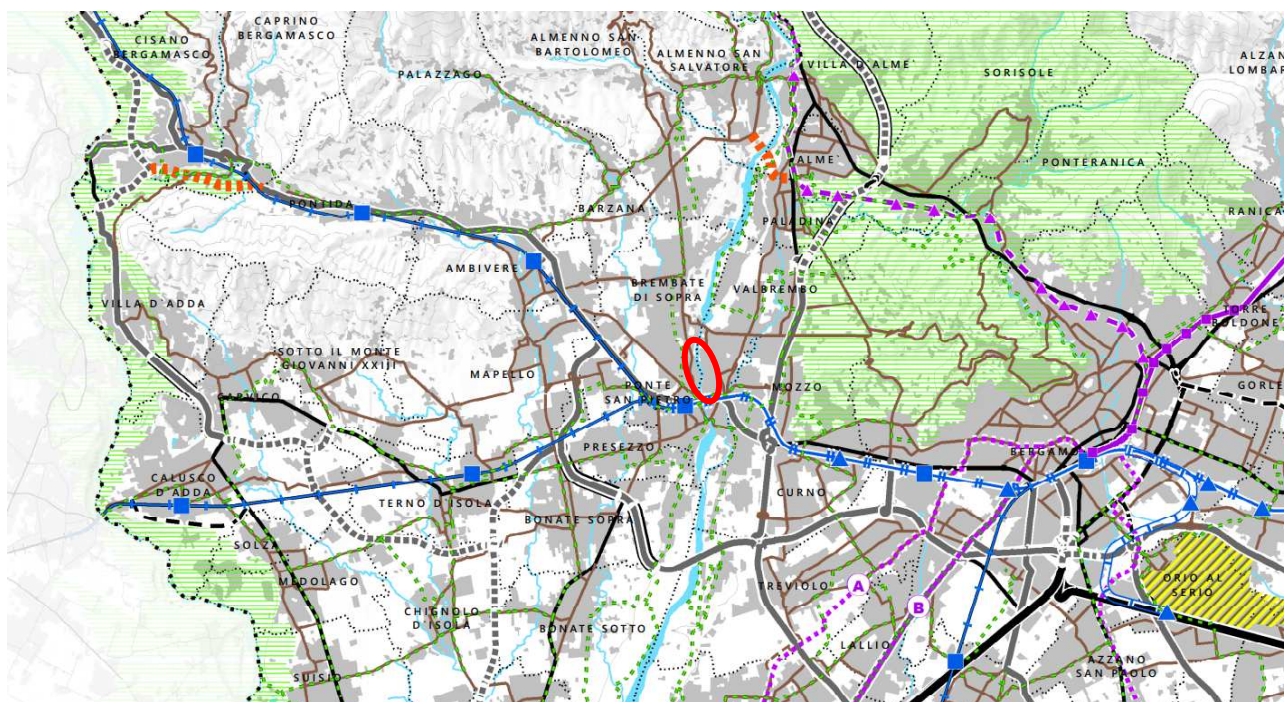 CAPRINO
BERGAMASCO
CISANO
BERGAMASCO
ALMENNO SAN
BARTOLOMEO
ALMENNO SAN
SALVATORE
VILLA D'ALME'
ALZAN
LOMBAR
PALAZZAGO
SORISOLE
ALME'
PONTERANICA
PONTIDA
BARZANA
PALADINA
RANICA
AMBIVERE
BREMBATE
DI SOPRA
VALBREMBO
VILLA D'ADDA
TORRE
BOLDONE
SOTTO IL MONTE
GIOVANNI XXIII
MAPELLO
PONTE
SAN PIETRO
MOZZO
GORLE
CARVICO
PRESEZZO
BERGAMO
CALUSCO
D'ADDA
TERNO D'ISOLA
CURNO
BONATE SOPRA
SOLZA
MEDOLAGO
TREVIOLO
A
ORIO AL
SERIO
B
CHIGNOLO
D'ISOLA
BONATE SOTTO
LALLIO
AZZANO
SAN PAOLO
SUISIO